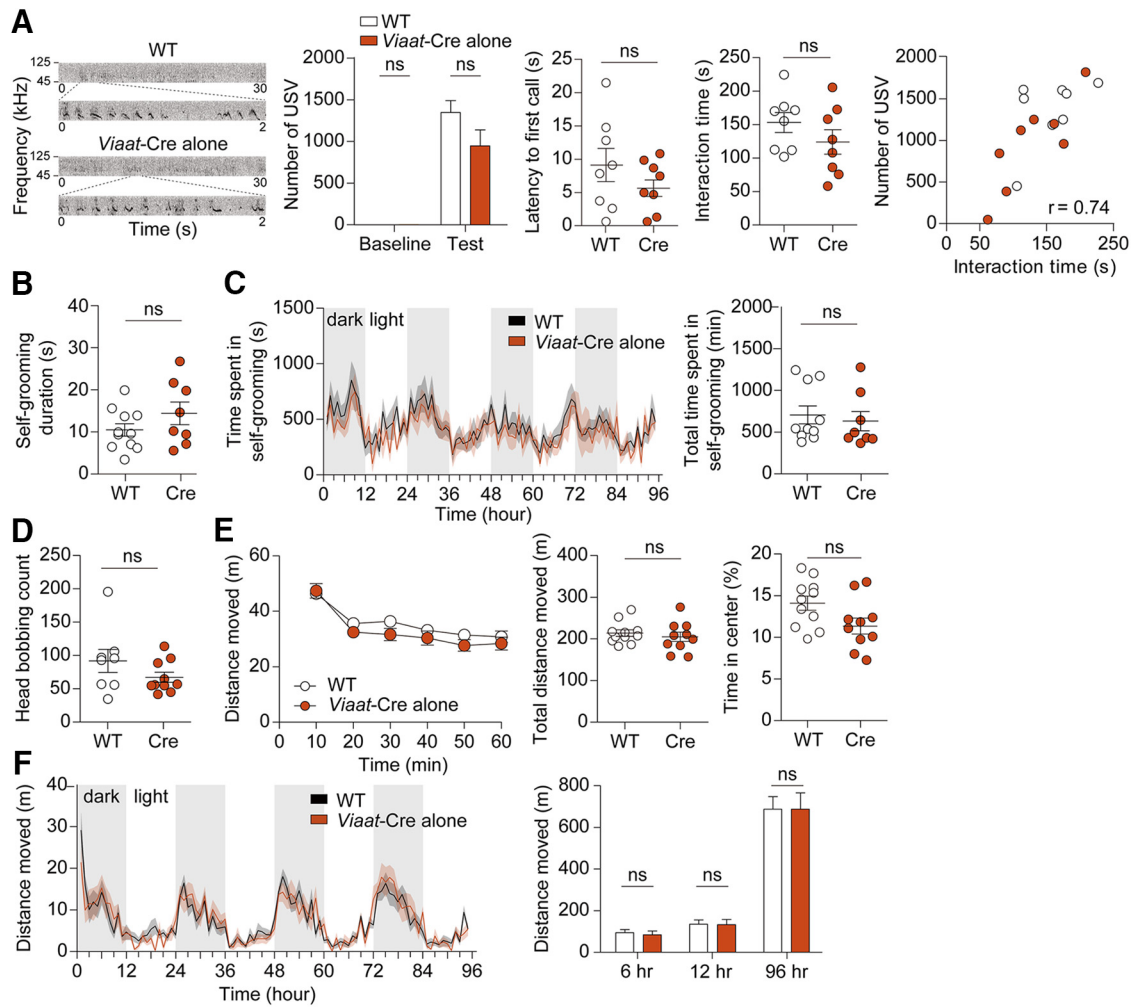 A
WT
125
45
0 30
0 2
Viaat-Cre alone
125
45
0 30
0 2
Frequency (kHz)
Time (s)
WT
Viaat-Cre alone
Number of USV
2000
1500
1000
500
0
ns
ns
Baseline Test
Latency to first call (s)
25
20
15
10
5
0
ns
WT Cre
Interaction time (s)
250
200
150
100
50
0
ns
WT Cre
Number of USV
2000
1500
1000
500
0
r = 0.74
0 50 150 250
Interaction time (s)
B
Self-grooming
duration (s)
40
30
20
10
0
ns
WT Cre
C
Time spent in
self-grooming (s)
1500
1000
500
0
dark light
WT
Viaat-Cre alone
0 12 24 36 48 60 72 84 96
Time (hour)
Total time spent in
self-grooming (min)
2000
1500
1000
500
0
ns
WT Cre
D
Head bobbing count
250
200
150
100
50
0
ns
WT Cre
E
Distance moved (m)
60
40
20
0
WT
Viaat-Cre alone
0 10 20 30 40 50 60
Time (min)
Total distance moved (m)
400
300
200
100
0
ns
WT Cre
Time in center (%)
20
15
10
5
0
ns
WT Cre
F
Distance moved (m)
40
30
20
10
0
dark light
WT
Viaat-Cre alone
0 12 24 36 48 60 72 84 96
Time (hour)
Distance moved (m)
800
600
400
200
0
ns
ns
ns
6 hr 12 hr 96 hr